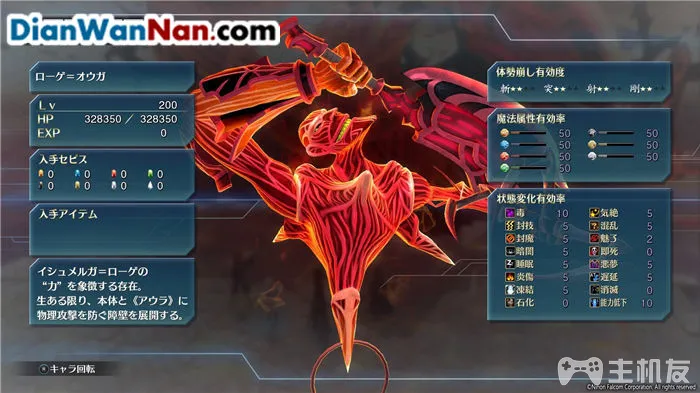 DianWanNan.com
ローゲ=オウガ
Lv 200
HP 328350 / 328350
EXP 0
入手セピス
0 0 0 0
0 0 0 0
入手アイテム
イシュメルガ=ローゲの
“力”を象徴する存在。
生ある限り、本体と《アウラ》に
物理攻撃を防ぐ障壁を展開する。
Ⓡキャラ回転
体勢崩し有効度
斬★★ 突★★ 射★★ 剛★★
魔法属性有効率
50 50
50 50
50 50
50
状態変化有効率
毒 10 気絶 5
封技 5 混乱 5
封魔 5 魅了 2
暗闇 5 即死 0
睡眠 5 悪夢 5
炎傷 5 遅延 5
凍結 5 消滅 0
石化 0 能力低下 10
主机友
©Nihon Falcom Corporation. All rights reserved.